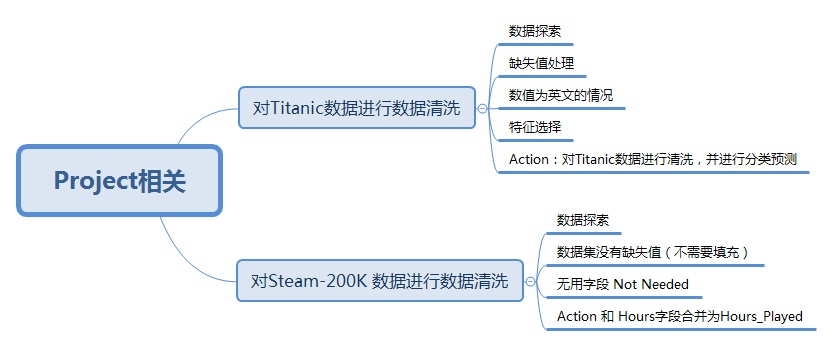 Project相关
对Titanic数据进行数据清洗
数据探索
缺失值处理
数值为英文的情况
特征选择
Action：对Titanic数据进行清洗，并进行分类预测
对Steam-200K 数据进行数据清洗
数据探索
数据集没有缺失值（不需要填充）
无用字段 Not Needed
Action 和 Hours字段合并为Hours_Played